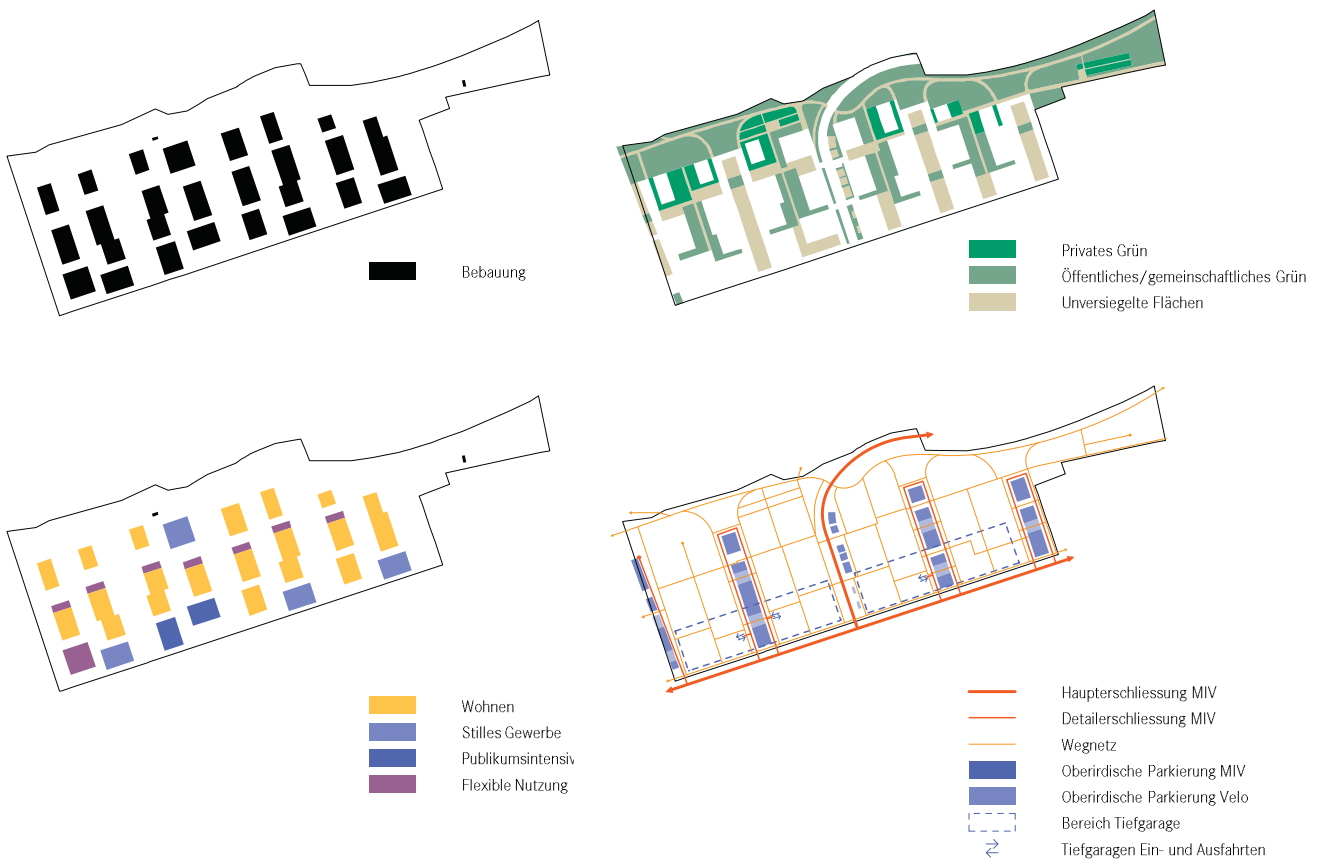 Bebauung
Privates Grün
Öffentliches/gemeinschaftliches Grün
Unversiegelte Flächen
Wohnen
Stilles Gewerbe
Publikumsintensiv
Flexible Nutzung
Haupterschliessung MIV
Detailerschliessung MIV
Wegnetz
Oberirdische Parkierung MIV
Oberirdische Parkierung Velo
Bereich Tiefgarage
Tiefgaragen Ein- und Ausfahrten